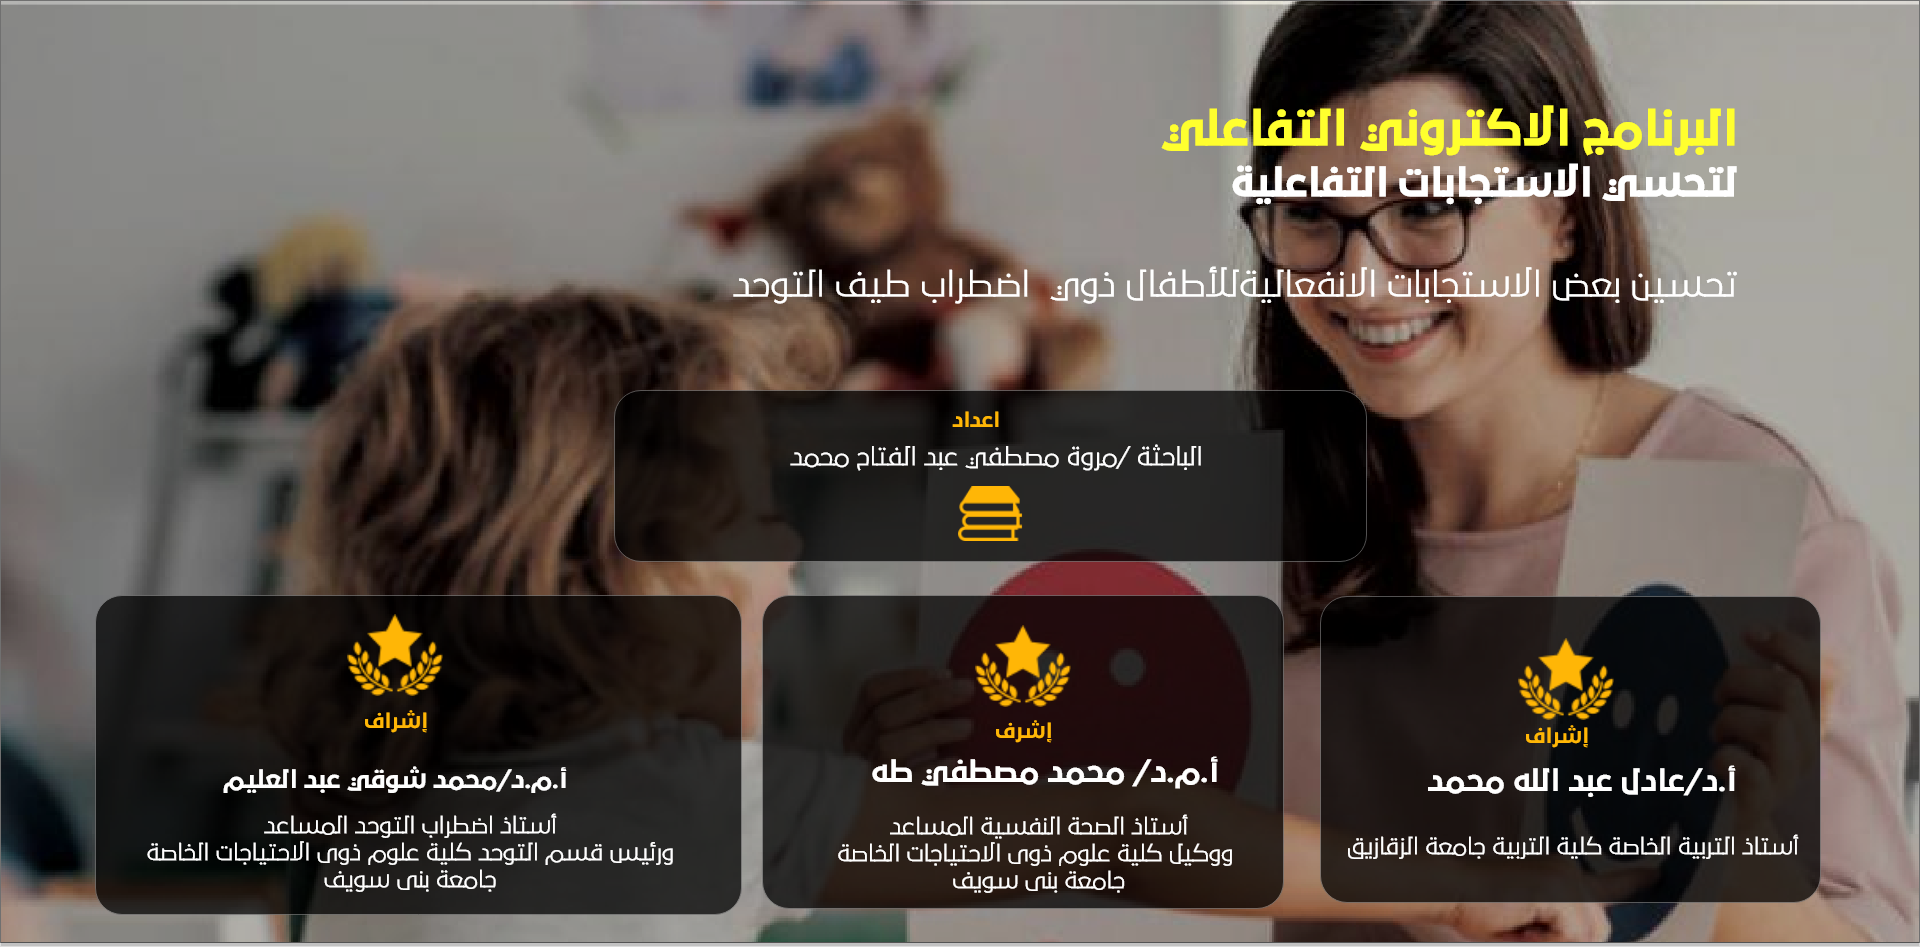 البرنامج الاكتروني التفاعلي
لتحسي الاستجابات التفاعلية
تحسين بعض الاستجابات الانفعاليةللأطفال ذوي اضطراب طيف التوحد
اعداد
الباحثة /مروة مصطفي عبد الفتاح محمد
إشراف
أ.د/عادل عبد الله محمد
أستاذ التربية الخاصة كلية التربية جامعة الزقازيق
إشرف
أ.م.د/ محمد مصطفي طه
أستاذ الصحة النفسية المساعد
ووكيل كلية علوم ذوى الاحتياجات الخاصة
جامعة بنى سويف
إشراف
أ.م.د/محمد شوقي عبد العليم
أستاذ اضطراب التوحد المساعد
ورئيس قسم التوحد كلية علوم ذوى الاحتياجات الخاصة
جامعة بنى سويف